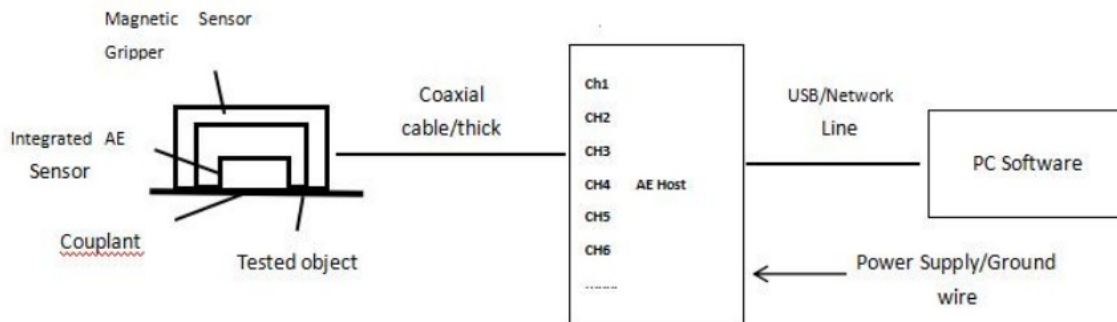 Magnetic Sensor
Gripper
Integrated AE
Sensor
Couplant
Tested object
Coaxial
cable/thick
Ch1
CH2
CH3
CH4 AE Host
CH5
CH6
........
USB/Network
Line
PC Software
Power Supply/Ground
wire